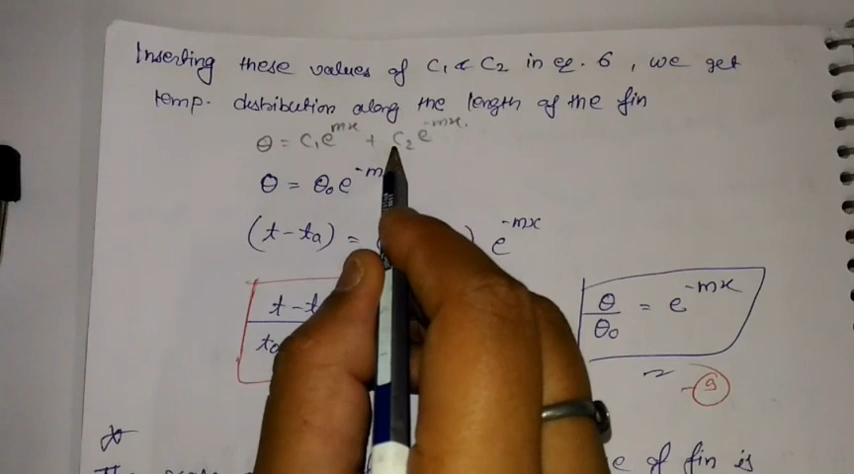 Inserting these values of C₁ & C₂ in eq. 6, we get
temp. distribution along the length of the fin
θ = C₁e^mx + C₂e^-mx.
θ = θ₀e^-m
(t-ta) = ) e^-mx
t-t
t₀
θ/θ₀ = e^-mx
9
e of fin is